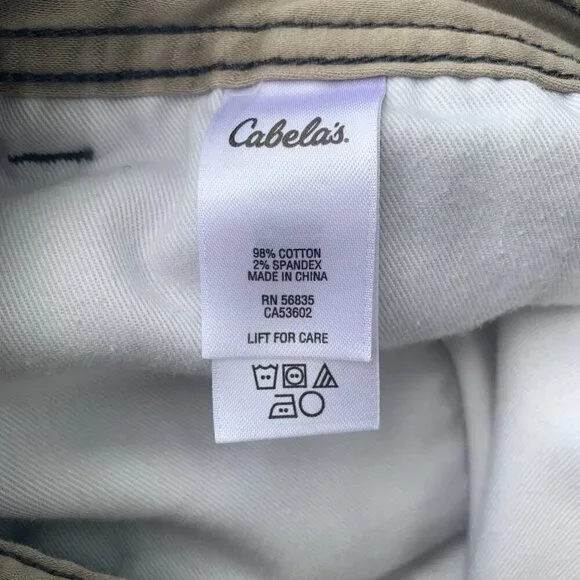 Cabela's.
98% COTTON
2% SPANDEX
MADE IN CHINA
RN 56835
CA53602
LIFT FOR CARE